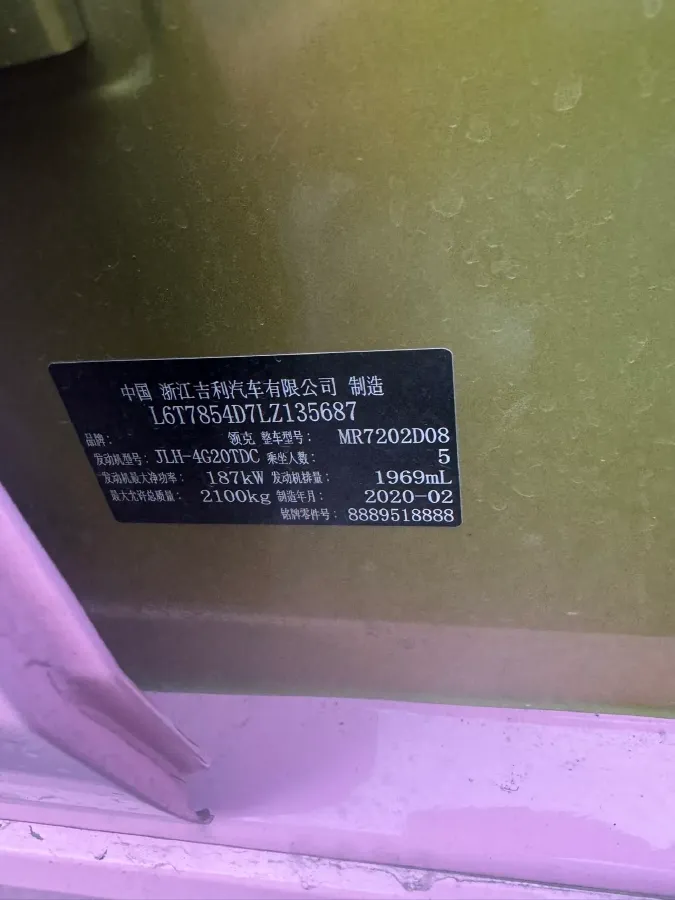 中国 浙江吉利汽车有限公司 制造
L6T7854D7LZ135687
品牌： 领克 整车型号： MR7202D08
发动机型号：JLH-4G20TDC 乘坐人数： 5
发动机最大净功率： 187kW 发动机排量： 1969mL
最大允许总质量： 2100kg 制造年月： 2020-02
铭牌零件号：8889518888